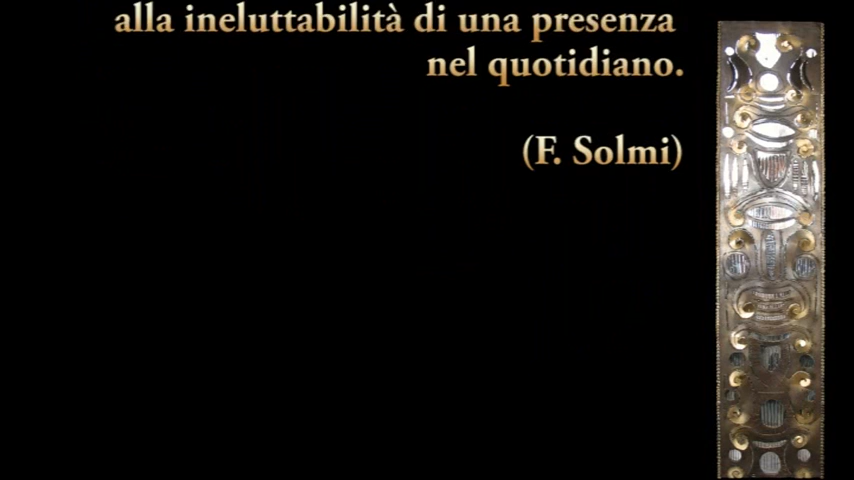 alla ineluttabilità di una presenza
nel quotidiano.
(F. Solmi)